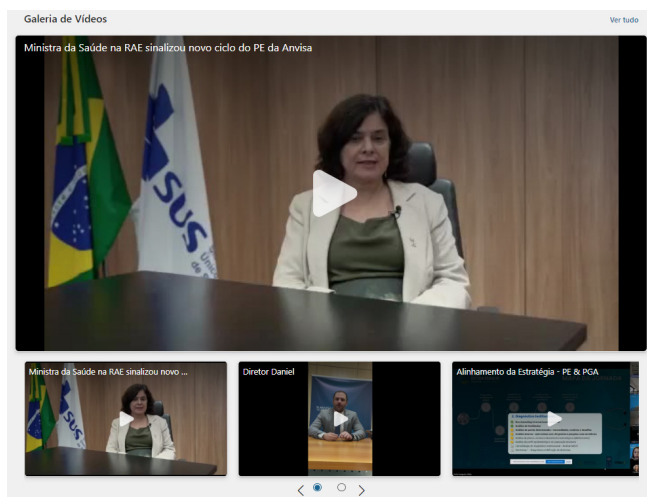 Galeria de Vídeos
Ver tudo
Ministra da Saúde na RAE sinalizou novo ciclo do PE da Anvisa
SUS
Ministra da Saúde na RAE sinalizou novo ...
SUS
Diretor Daniel
Alinhamento da Estratégia - PE & PGA